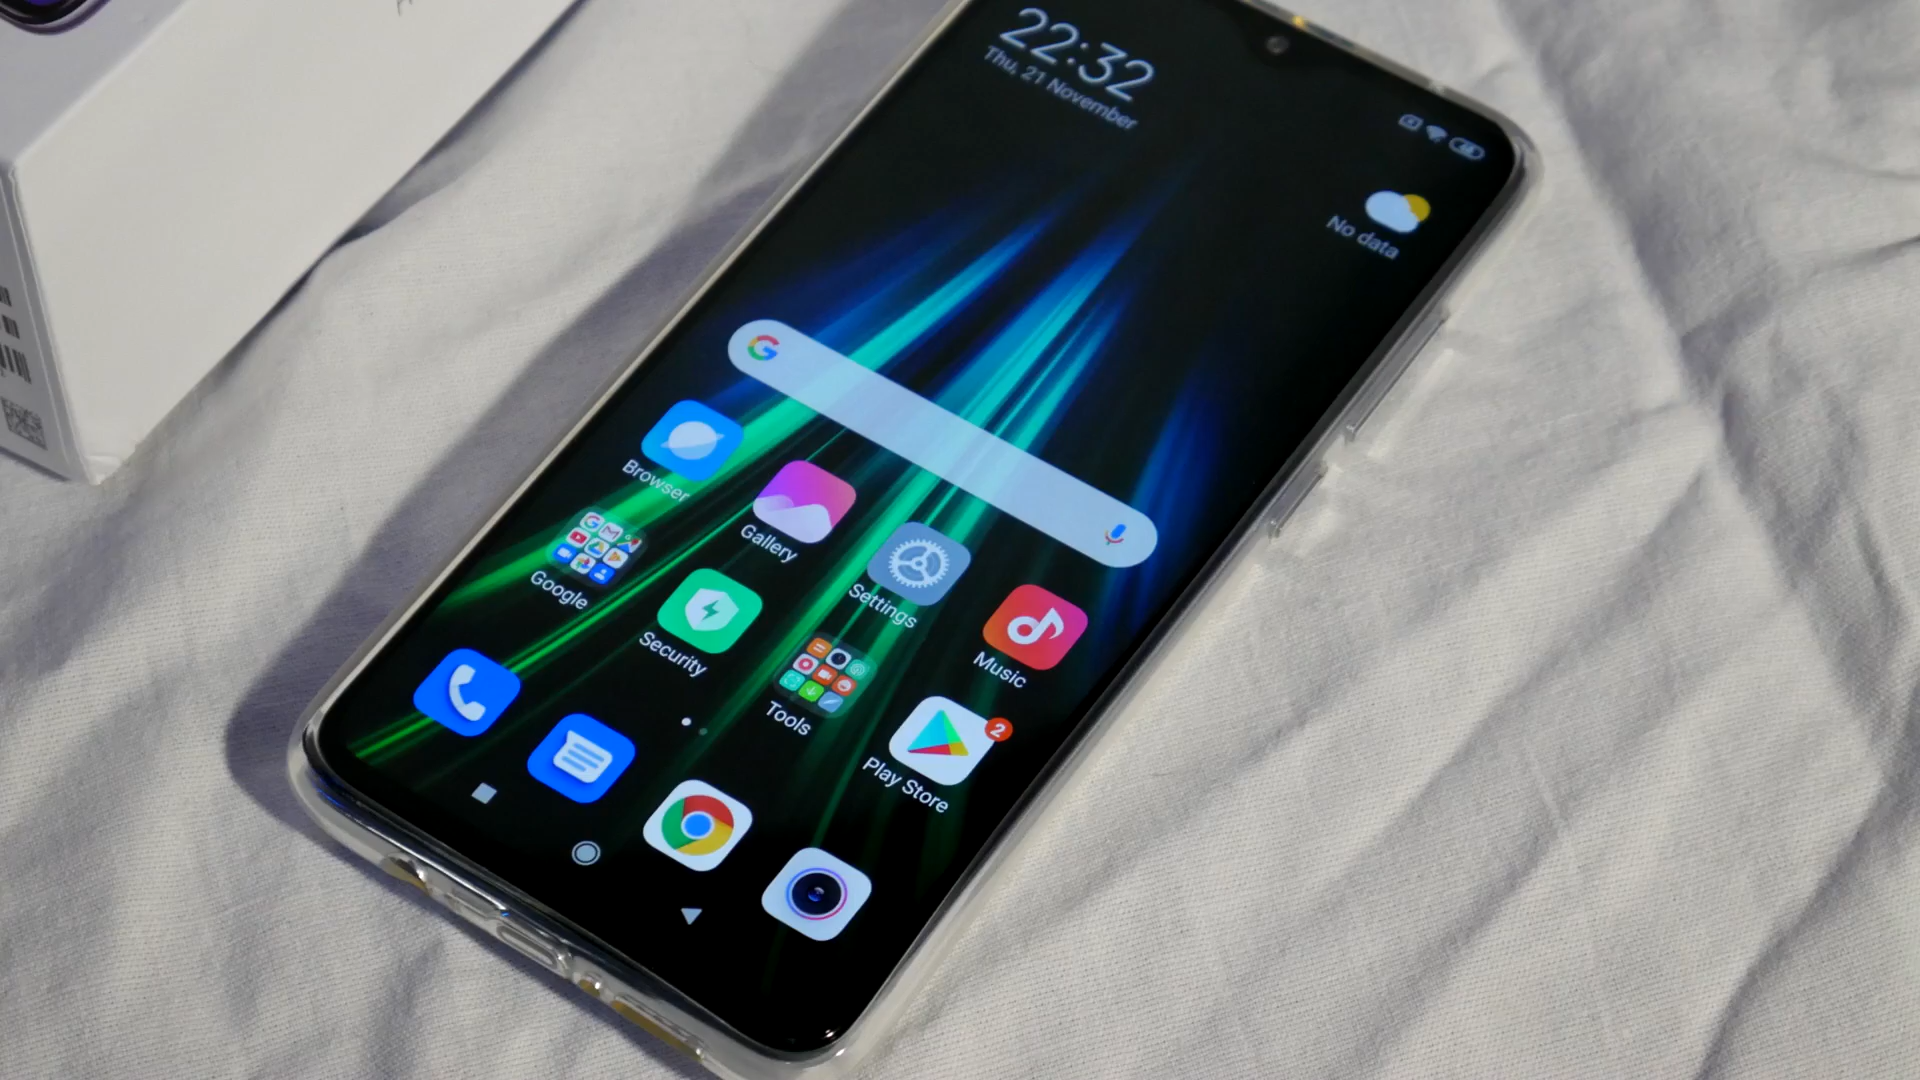 22:32
Thu, 21 November
No data
Browser
Gallery
Settings
Music
Google
Security
Tools
Play Store
2